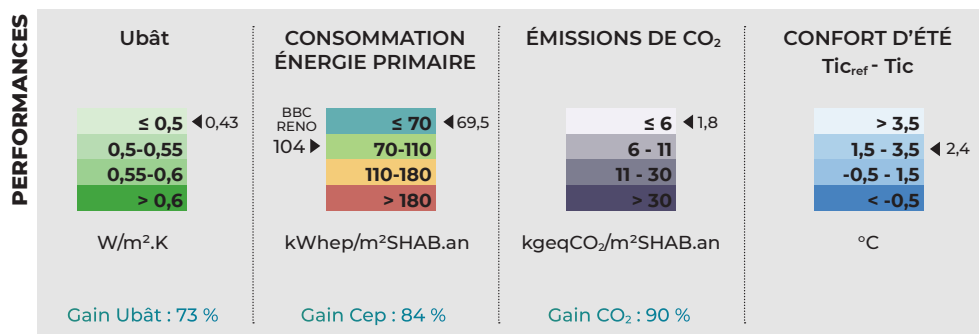 PERFORMANCES
Ubât
≤ 0,5
0,43
0,5-0,55
0,55-0,6
> 0,6
W/m².K
Gain Ubât : 73 %
CONSOMMATION
ÉNERGIE PRIMAIRE
BBC
RENO
104
≤ 70
69,5
70-110
110-180
> 180
kWhep/m²SHAB.an
Gain Cep : 84 %
ÉMISSIONS DE CO₂
≤ 6
1,8
6 - 11
11 - 30
> 30
kgeqCO₂/m²SHAB.an
Gain CO₂ : 90 %
CONFORT D'ÉTÉ
Ticref - Tic
> 3,5
1,5 - 3,5
2,4
-0,5 - 1,5
< -0,5
°C